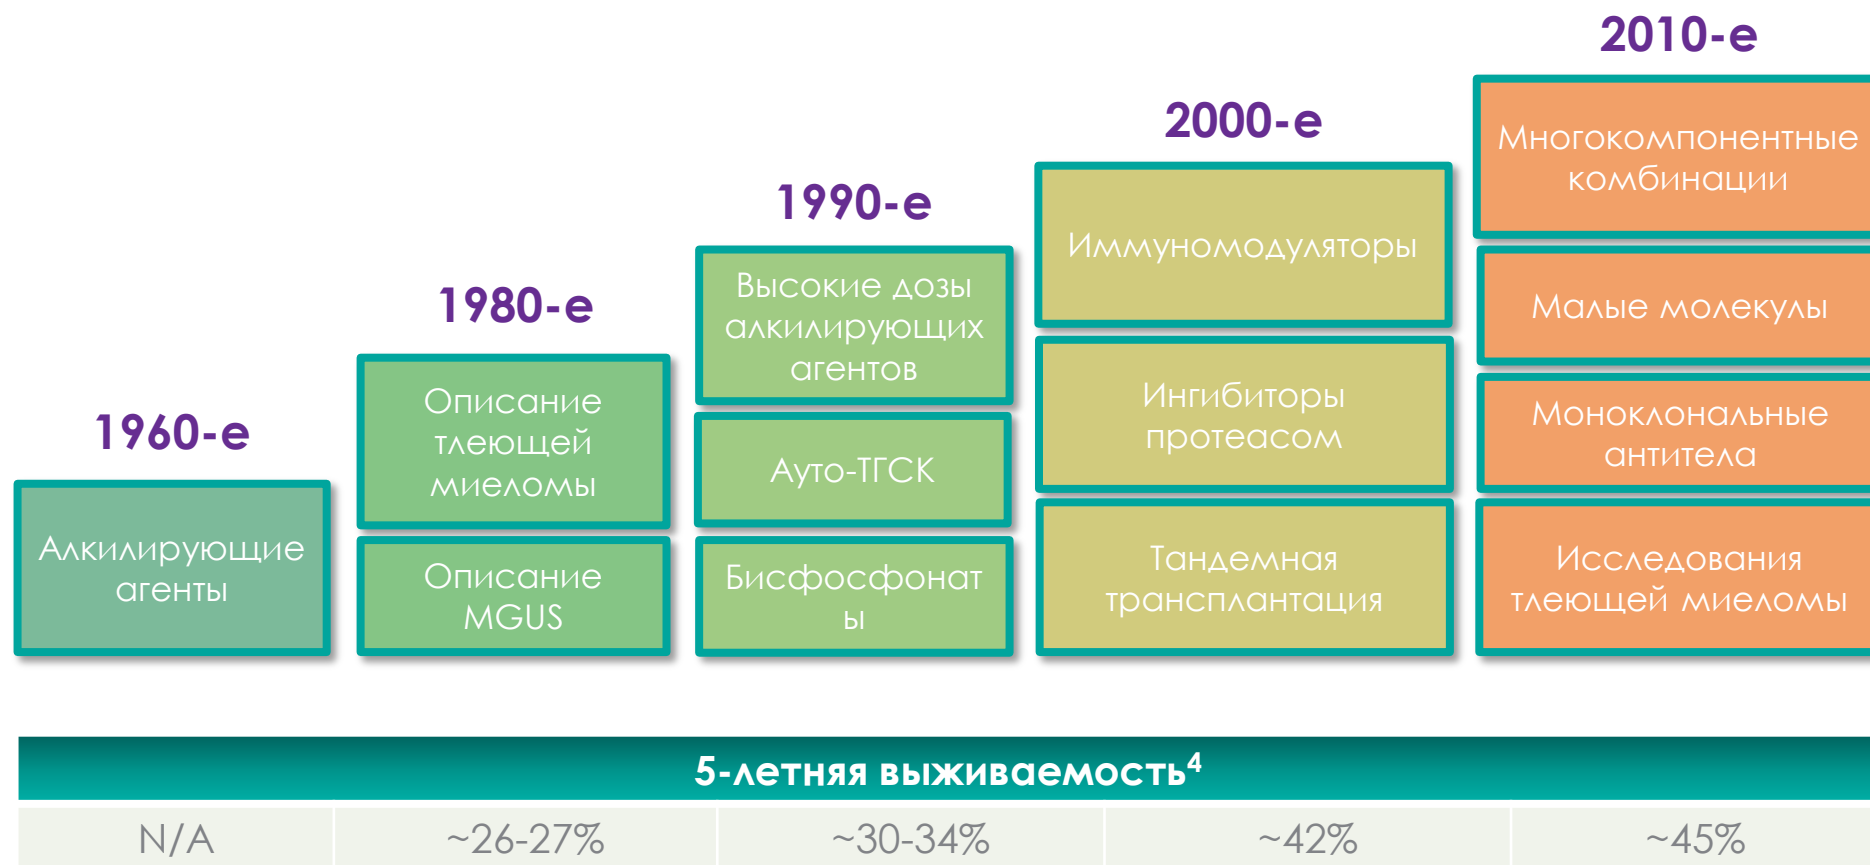 1960-е
Алкилирующие
агенты
1980-е
Описание
тлеющей
миеломы
Описание
MGUS
1990-е
Высокие дозы
алкилирующих
агентов
Ауто-ТГСК
Бисфосфонат
ы
2000-е
Иммуномодуляторы
Ингибиторы
протеасом
Тандемная
трансплантация
2010-е
Многокомпонентные
комбинации
Малые молекулы
Моноклональные
антитела
Исследования
тлеющей миеломы
5-летняя выживаемость⁴
N/A ~26-27% ~30-34% ~42% ~45%